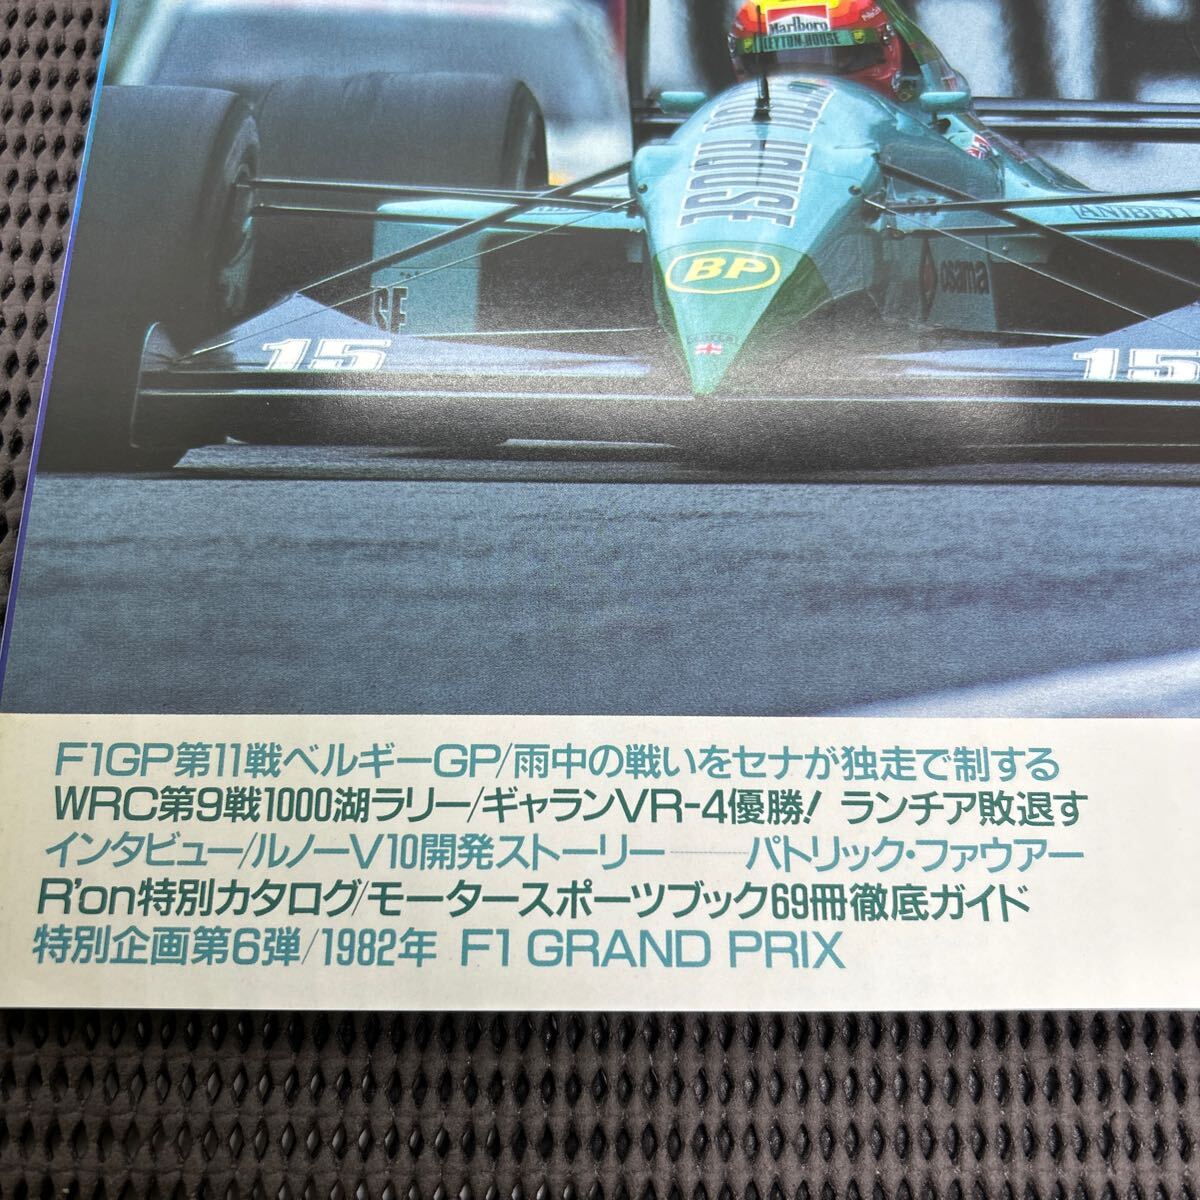 Marlboro
LEYTON HOUSE
LEYTON HOUSE
LEYTON HOUSE
BP
CANIBELLI
osama
SE
15
15
F1GP第11戦ベルギーGP/雨中の戦いをセナが独走で制する
WRC第9戦1000湖ラリー/ギャランVR-4優勝! ランチア敗退す
インタビュー/ルノーV10開発ストーリー――パトリック・ファウアー
R'on特別カタログ/モータースポーツブック69冊徹底ガイド
特別企画第6弾/1982年 F1 GRAND PRIX